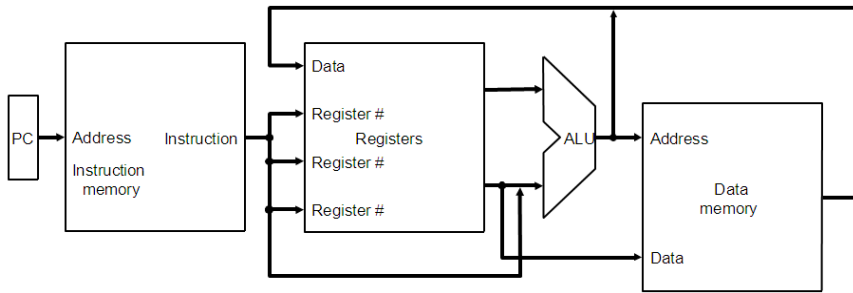 PC
Address
Instruction
Instruction
memory
Data
Register #
Registers
Register #
Register #
ALU
Address
Data
memory
Data